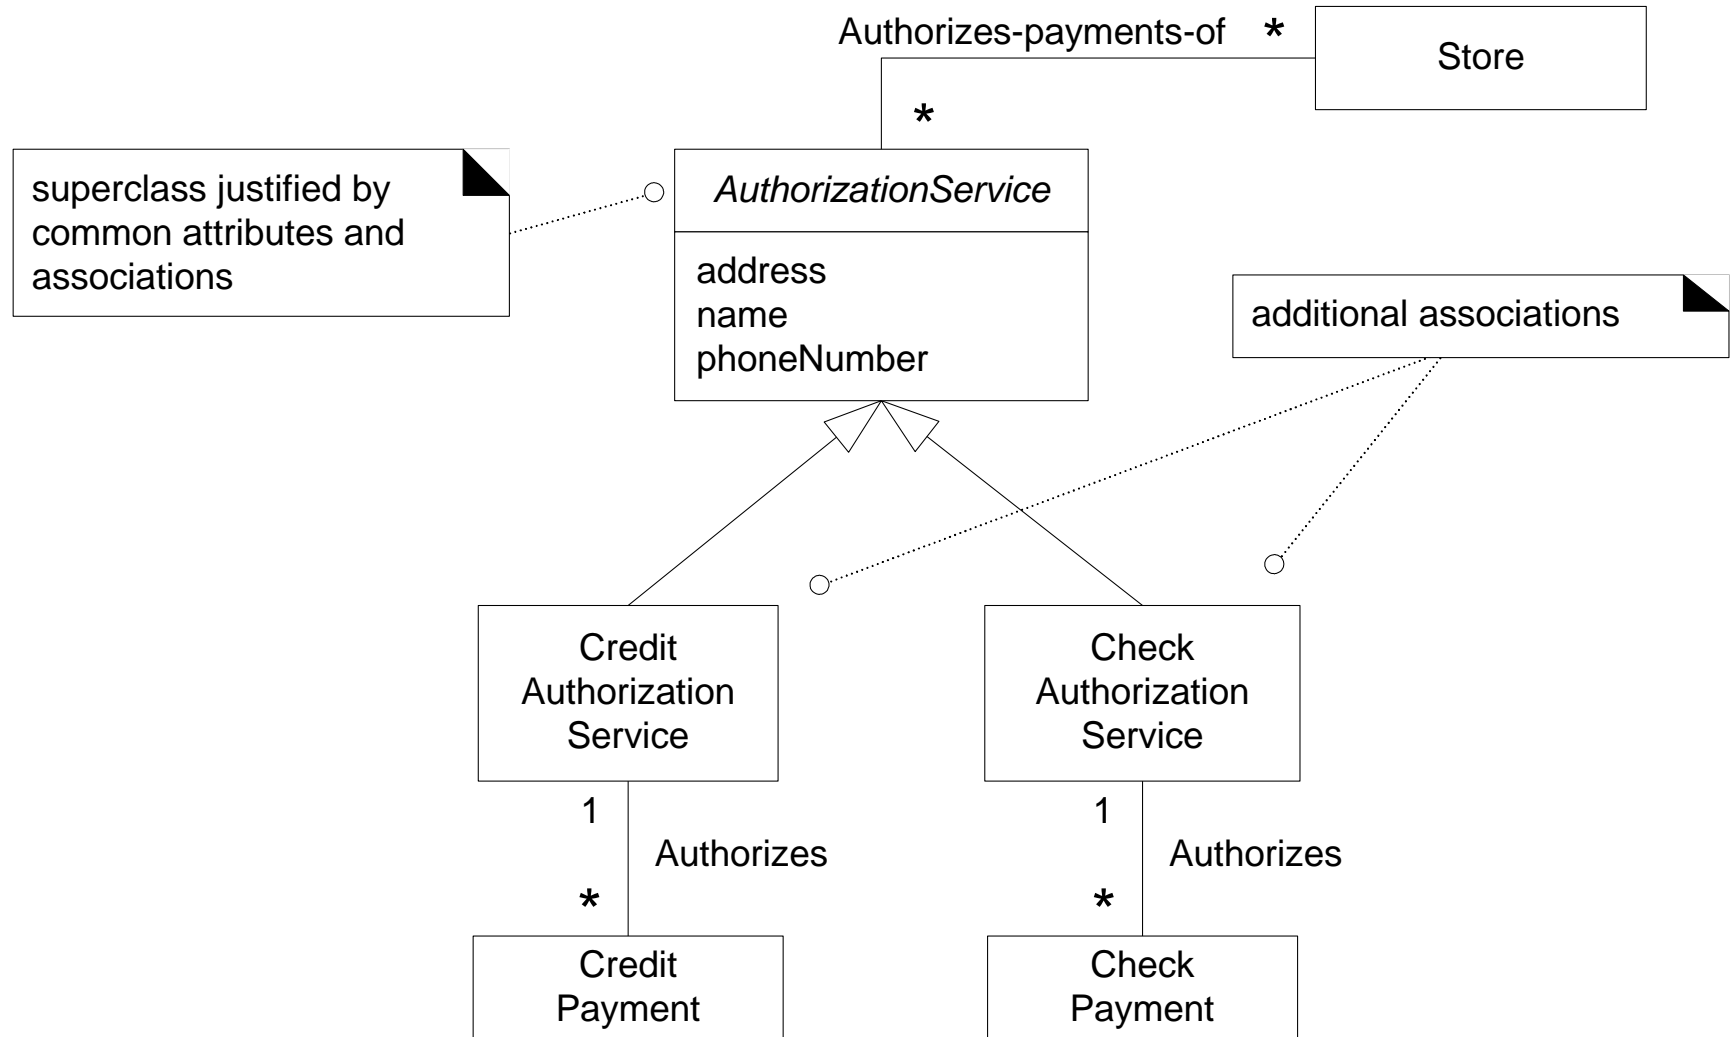 Authorizes-payments-of *
Store
*
superclass justified by
common attributes and
associations
AuthorizationService
address
name
phoneNumber
additional associations
Credit
Authorization
Service
Check
Authorization
Service
1
Authorizes
*
1
Authorizes
*
Credit
Payment
Check
Payment